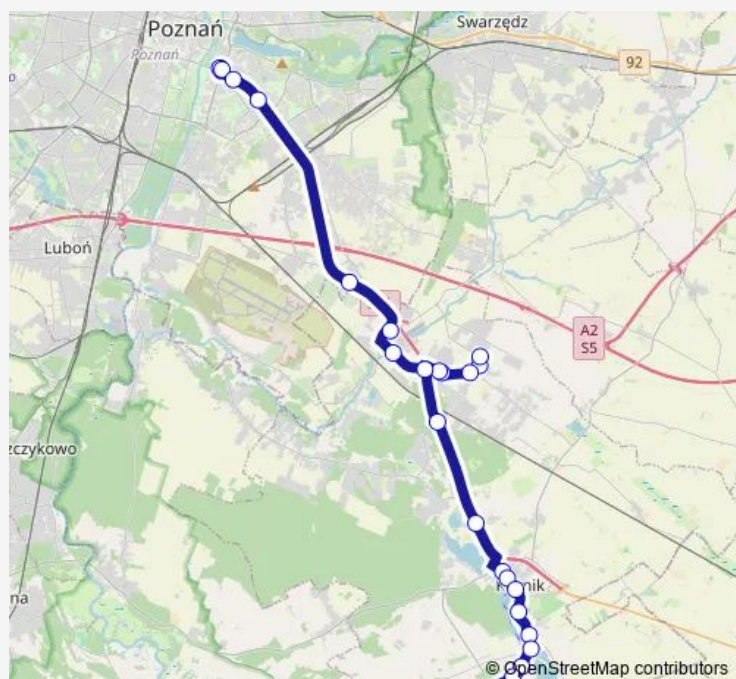 Poznań
Swarzędz
Poznań
92
Luboń
A2
S5
zczykowo
na
© OpenStreetMap contributors